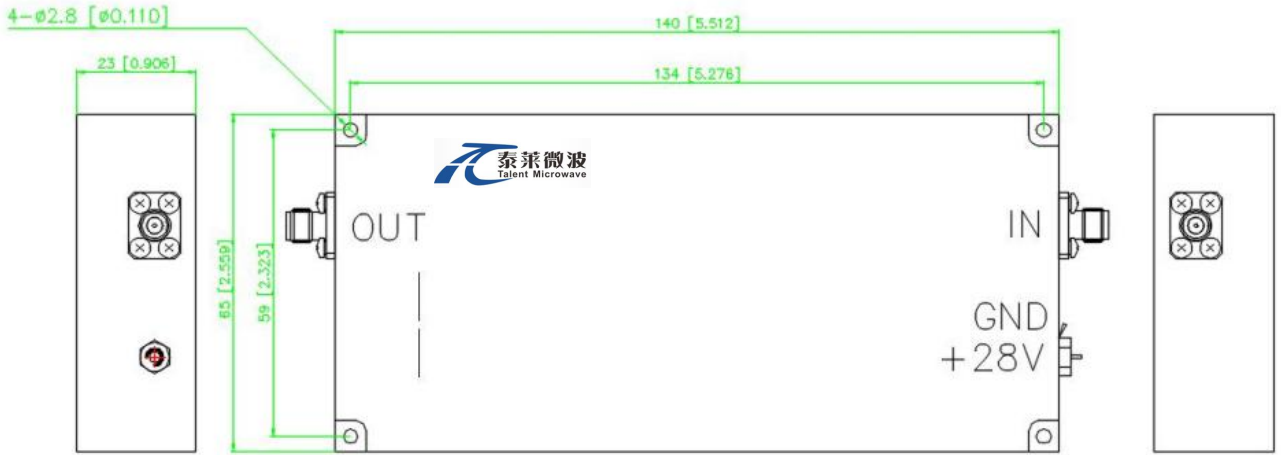 4-ø2.8 [ø0.110]
140 [5.512]
23 [0.906]
134 [5.276]
泰莱微波
Talent Microwave
OUT
IN
65 [2.559]
59 [2.323]
GND
+28V